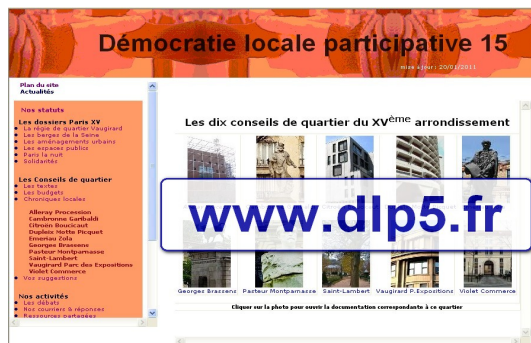 Démocratie locale participative 15
mise à jour : 20/01/2011
Plan du site
Actualités
Nos statuts
Les dossiers Paris XV
La régie de quartier Vaugirard
Les berges de la Seine
Les aménagements urbains
Les espaces publics
Paris la nuit
Solidarités
Les Conseils de quartier
Les textes
Les budgets
Chroniques locales
Alleray Procession
Cambronne Garibaldi
Citroën Boucicaut
Dupleix Motte Picquet
Emeriau Zola
Georges Brassens
Pasteur Montparnasse
Saint-Lambert
Vaugirard Parc des Expositions
Violet Commerce
Vos suggestions
Nos activités
Les débats
Nos courriers & réponses
Ressources partagées
Les dix conseils de quartier du XVème arrondissement
www.dlp5.fr
Georges Brassens Pasteur Montparnasse Saint-Lambert Vaugirard P.Expositions Violet Commerce
Cliquer sur la photo pour ouvrir la documentation correspondante à ce quartier